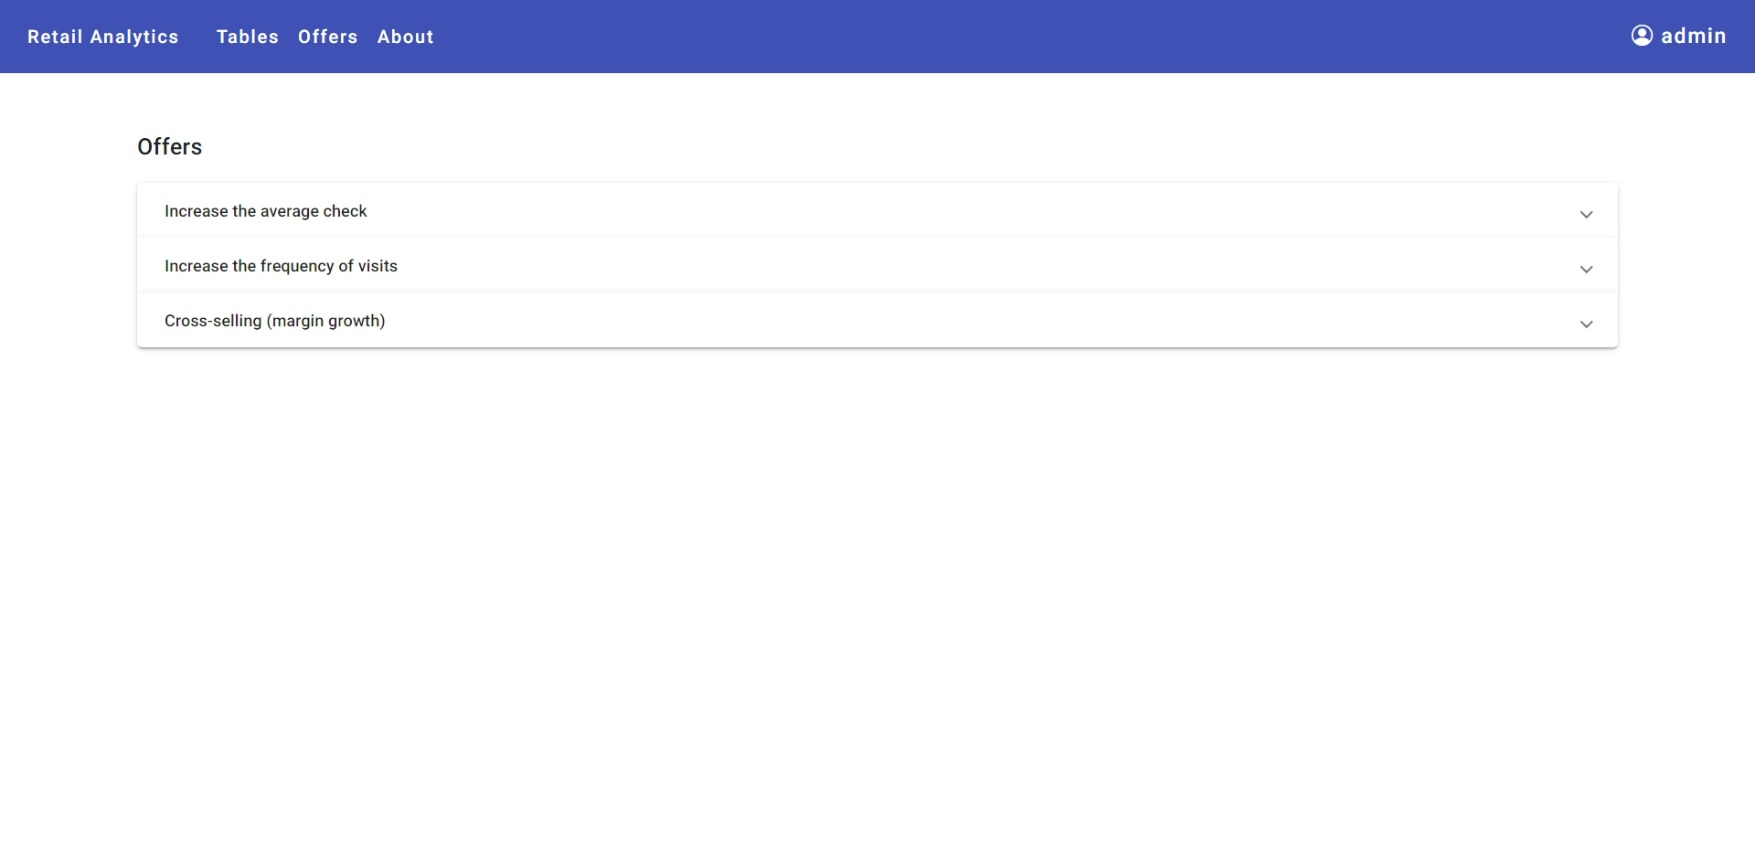 Retail Analytics Tables Offers About admin
Offers
Increase the average check
Increase the frequency of visits
Cross-selling (margin growth)